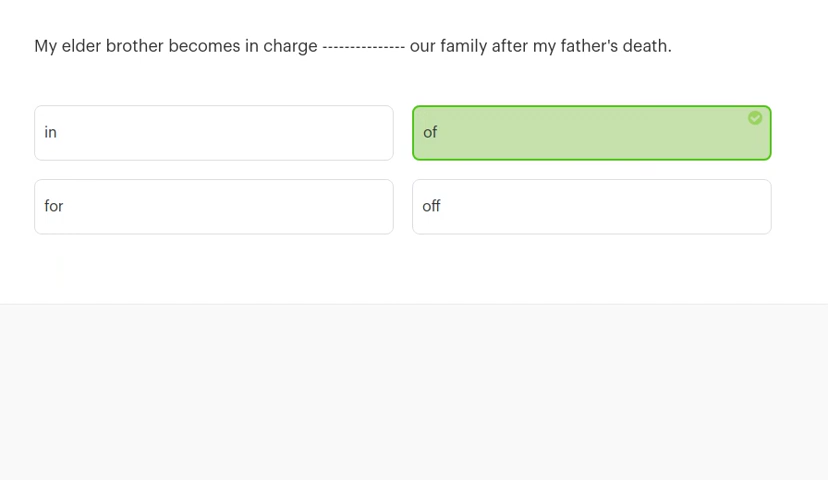 My elder brother becomes in charge --------------- our family after my father's death.
in
of
for
off